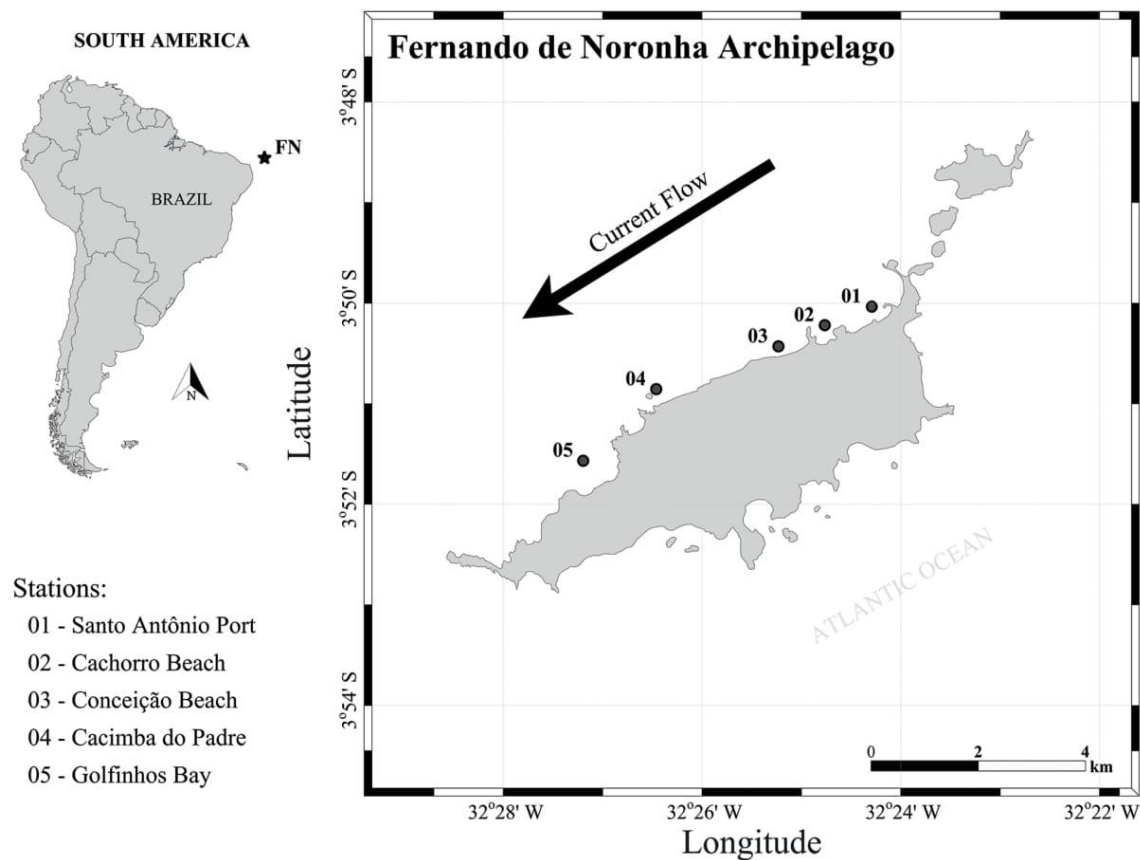 SOUTH AMERICA
FN
BRAZIL
N
Stations:
01 - Santo Antônio Port
02 - Cachorro Beach
03 - Conceição Beach
04 - Cacimba do Padre
05 - Golfinhos Bay
Fernando de Noronha Archipelago
Current Flow
01
02
03
04
05
ATLANTIC OCEAN
0 2 4
km
Latitude
3°48' S
3°50' S
3°52' S
3°54' S
32°28' W 32°26' W 32°24' W 32°22' W
Longitude